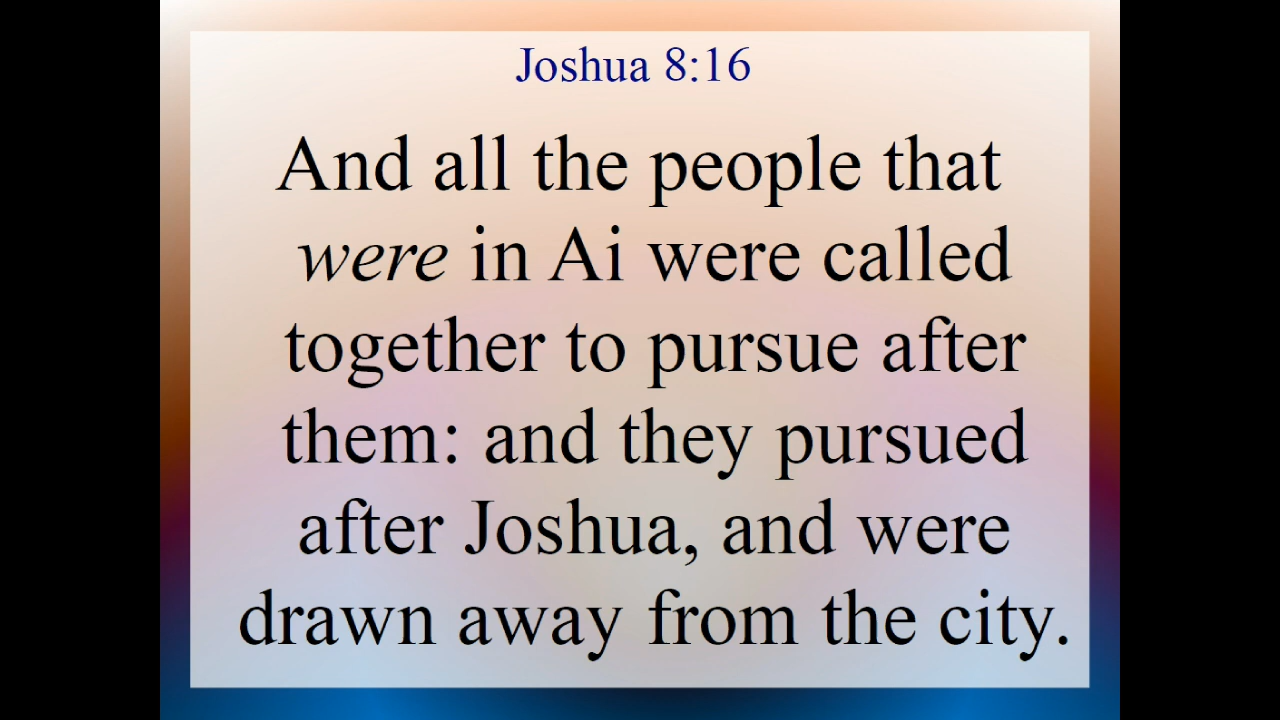 Joshua 8:16
And all the people that
were in Ai were called
together to pursue after
them: and they pursued
after Joshua, and were
drawn away from the city.